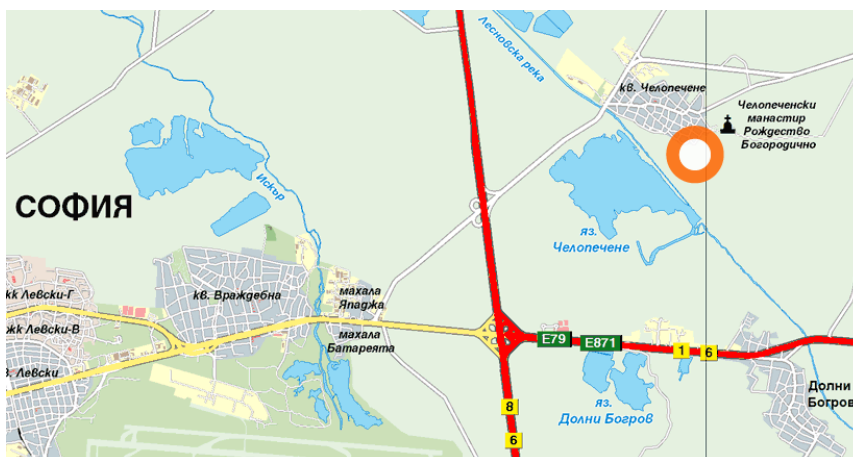 Лесновска река
кв. Челопечене
Челопеченски
манастир
Рождество
Богородично
Искър
СОФИЯ
яз.
Челопечене
кв. Враждебна
махала
Япаджа
жк Левски-Г
жк Левски-В
махала
Батареята
E79
E871
1
6
в. Левски
8
6
яз.
Долни Богров
Долни
Богров